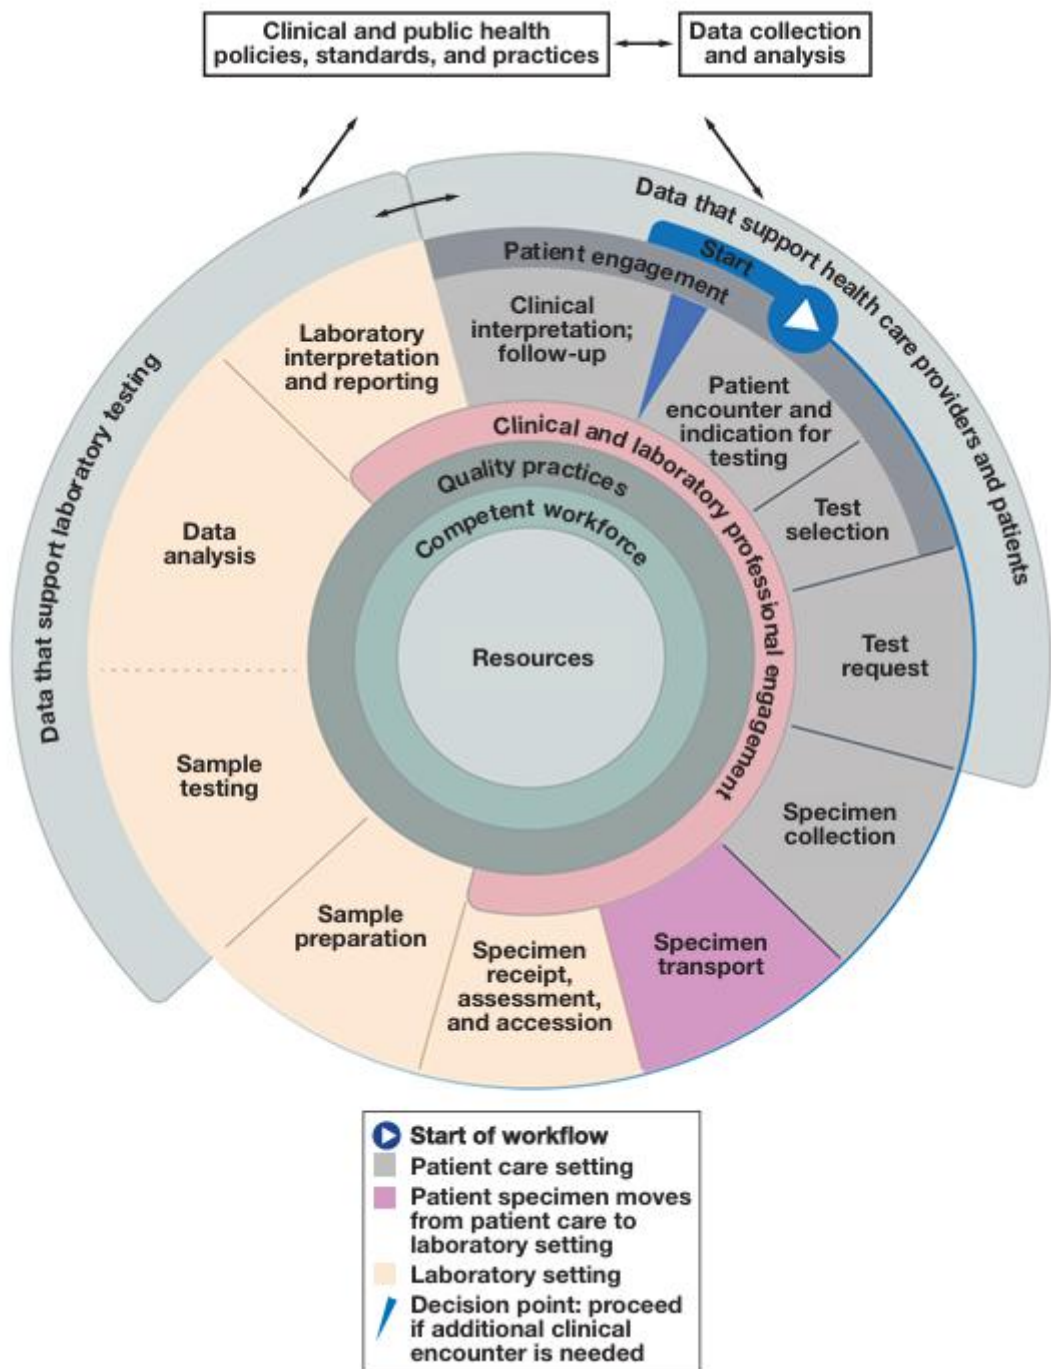 Clinical and public health
policies, standards, and practices
Data collection
and analysis
Data that support laboratory testing
Data that support health care providers and patients
Start
Patient engagement
Clinical
interpretation;
follow-up
Patient
encounter and
indication for
testing
Test
selection
Test
request
Specimen
collection
Specimen
transport
Specimen
receipt,
assessment,
and accession
Sample
preparation
Sample
testing
Data
analysis
Laboratory
interpretation
and reporting
Clinical and laboratory professional engagement
Quality practices
Competent workforce
Resources
Start of workflow
Patient care setting
Patient specimen moves
from patient care to
laboratory setting
Laboratory setting
Decision point: proceed
if additional clinical
encounter is needed